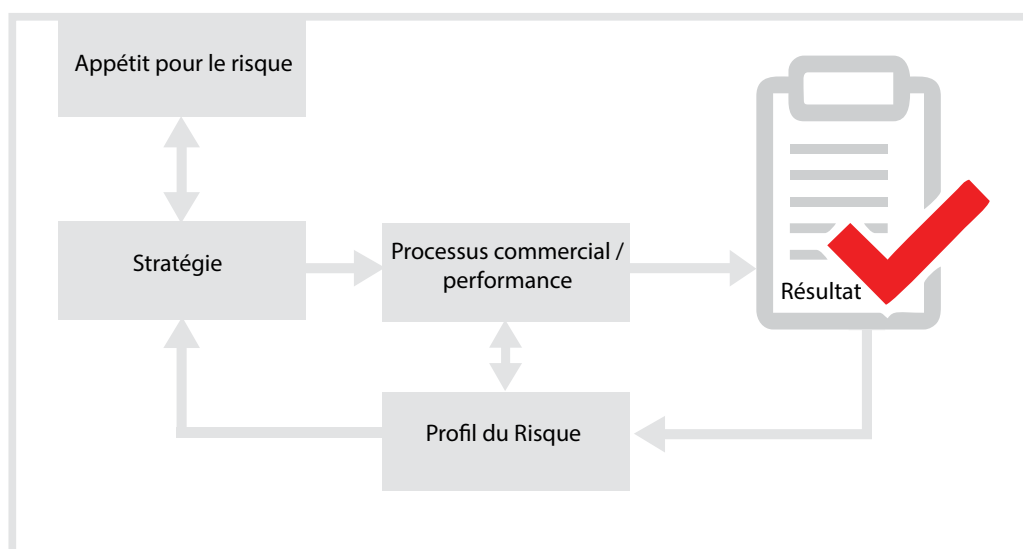 Appétit pour le risque
Stratégie
Processus commercial /
performance
Résultat
Profil du Risque